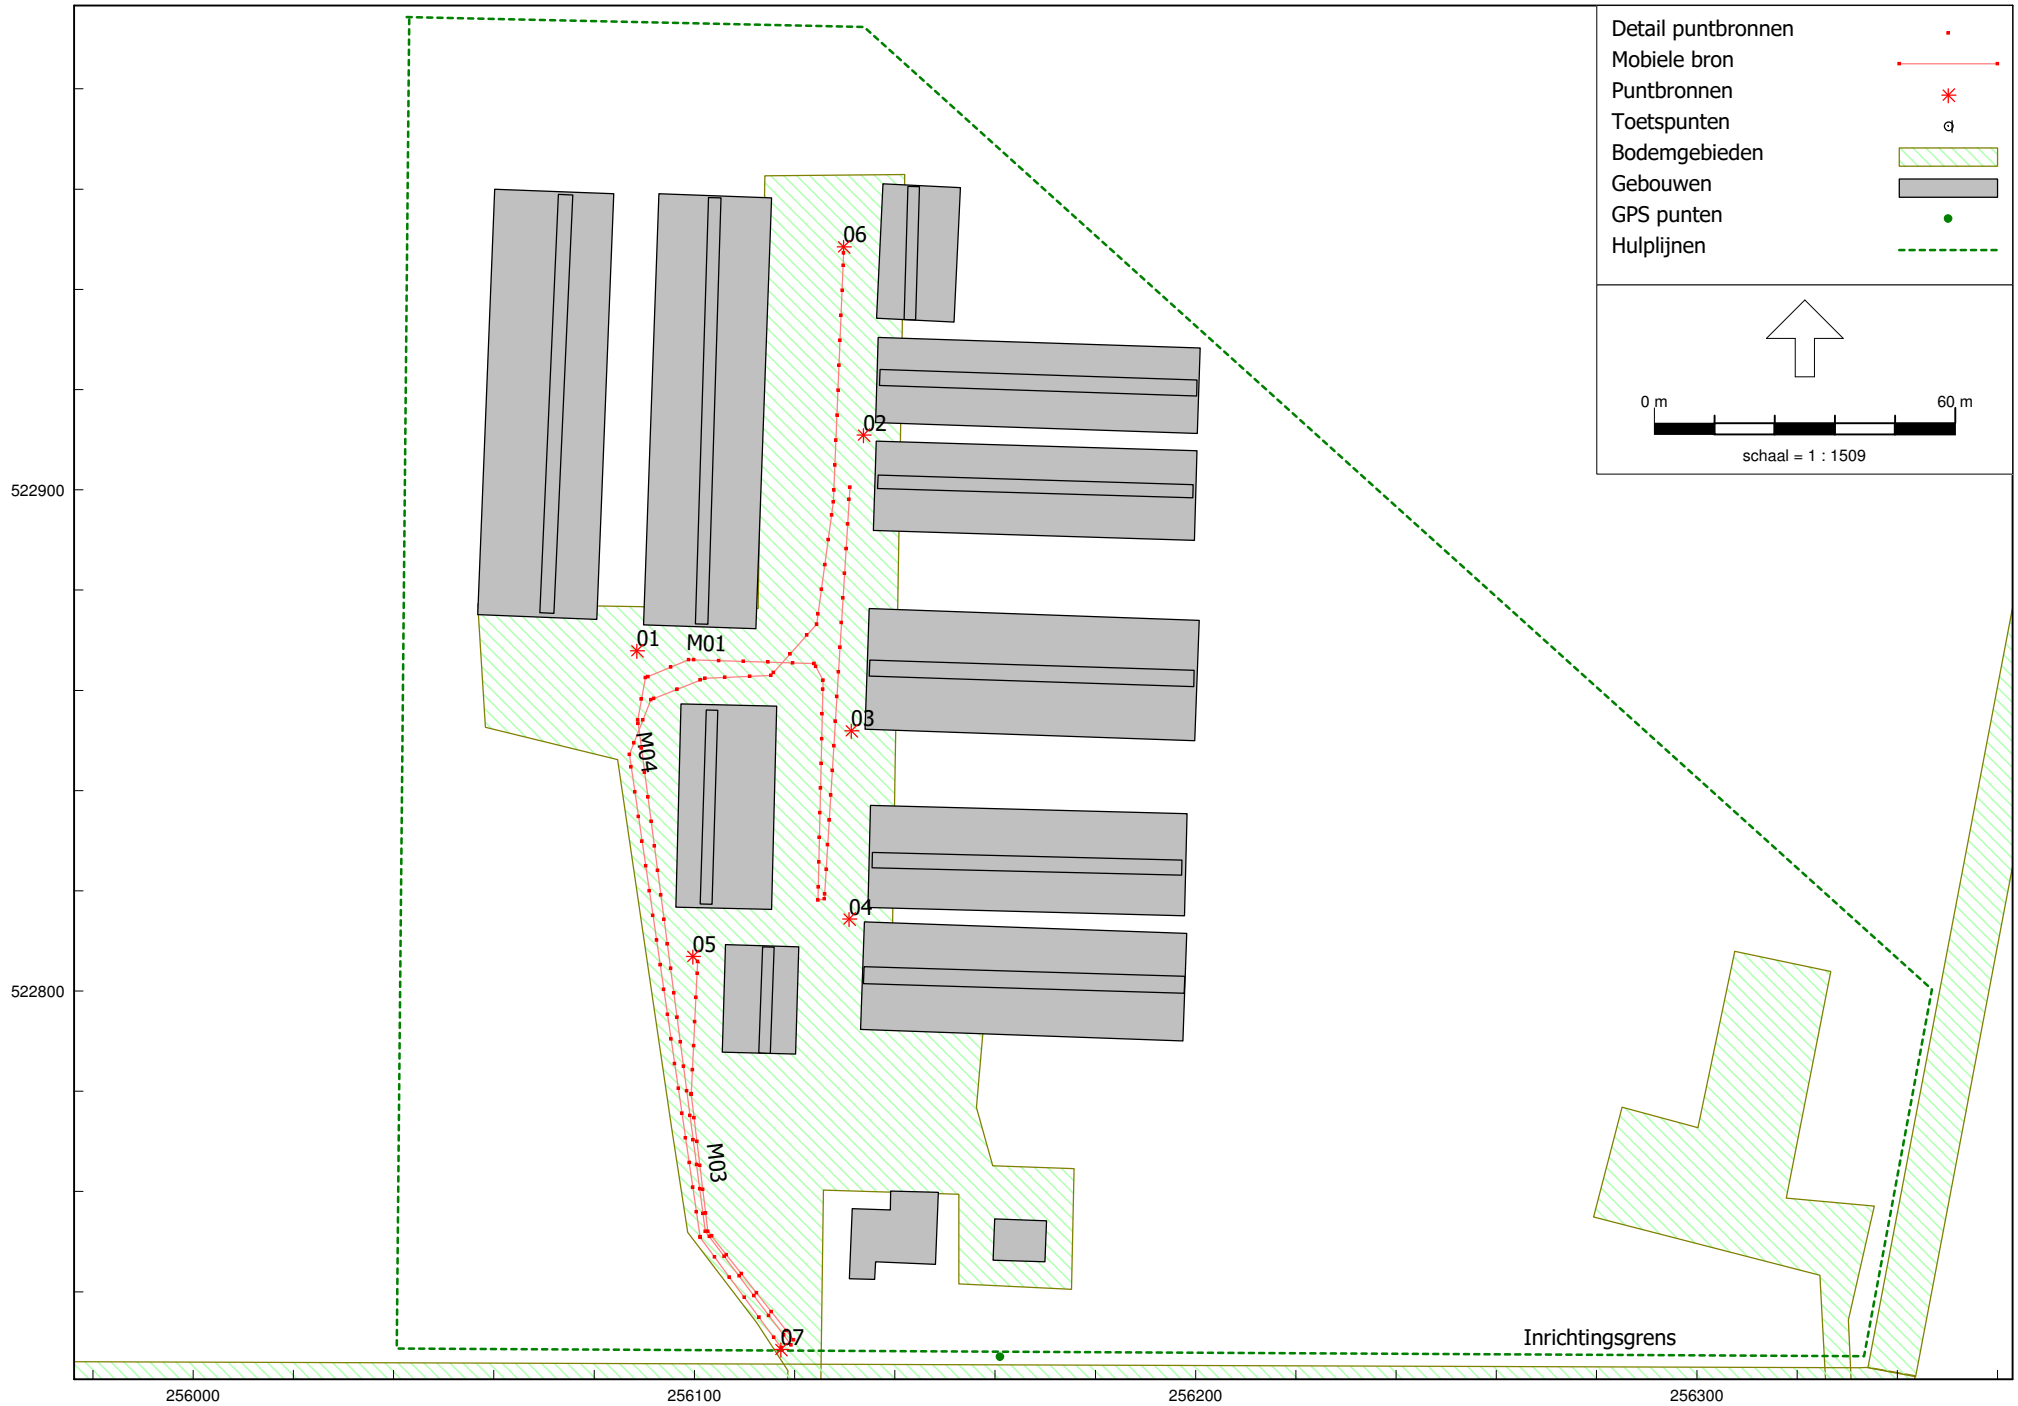 Detail puntbronnen
Mobiele bron
Puntbronnen
Toetspunten
Bodemgebieden
Gebouwen
GPS punten
Hulplijnen
0 m
60 m
schaal = 1 : 1509
06
02
522900
01
M01
03
M04
04
05
522800
M03
07
Inrichtingsgrens
256000
256100
256200
256300